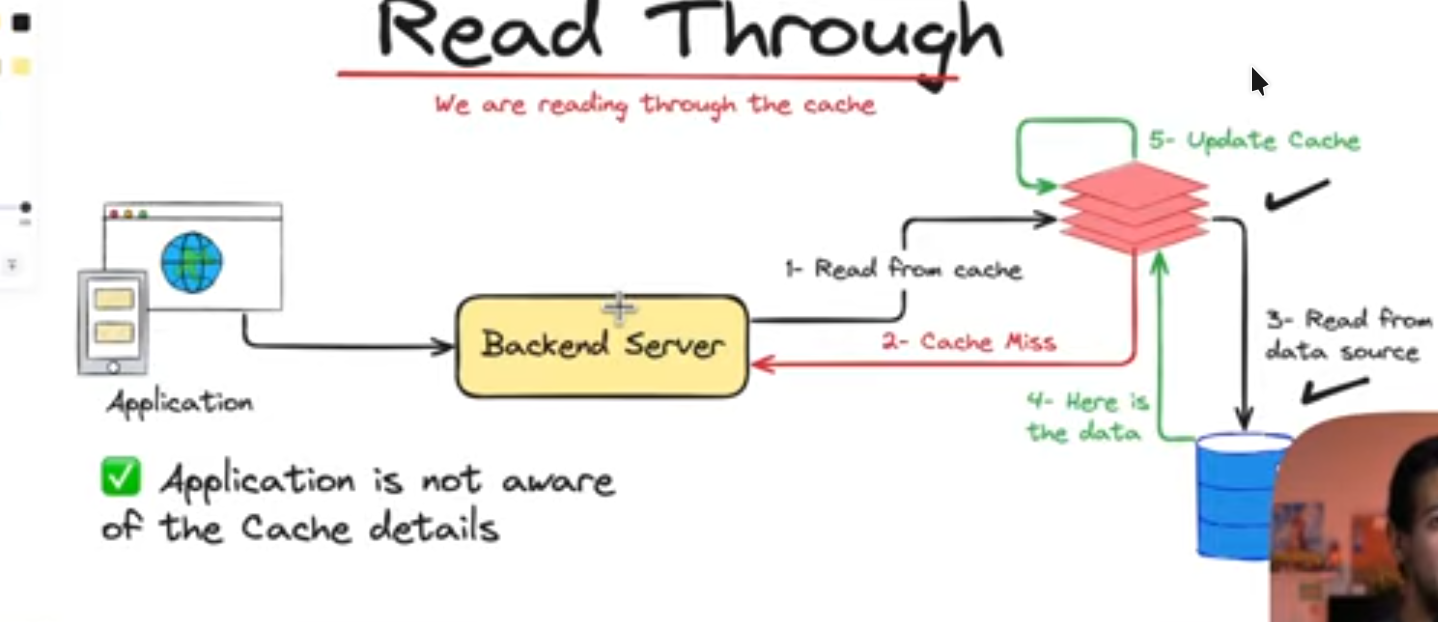 Read Through
We are reading through the cache
5- Update Cache
1- Read from cache
2- Cache Miss
3- Read from
data source
4- Here is
the data
Backend Server
Application
✅ Application is not aware
of the Cache details